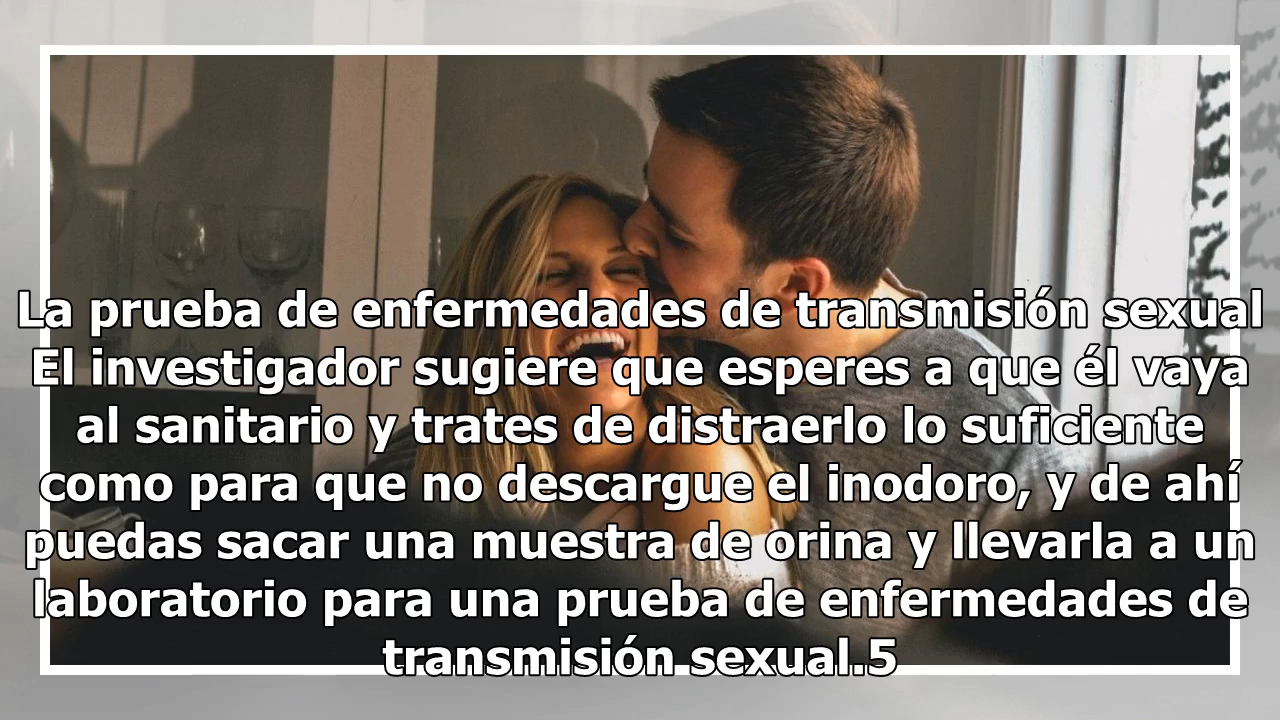 La prueba de enfermedades de transmisión sexual
El investigador sugiere que esperes a que él vaya
al sanitario y trates de distraerlo lo suficiente
como para que no descargue el inodoro, y de ahí
puedas sacar una muestra de orina y llevarla a un
laboratorio para una prueba de enfermedades de
transmisión sexual.5